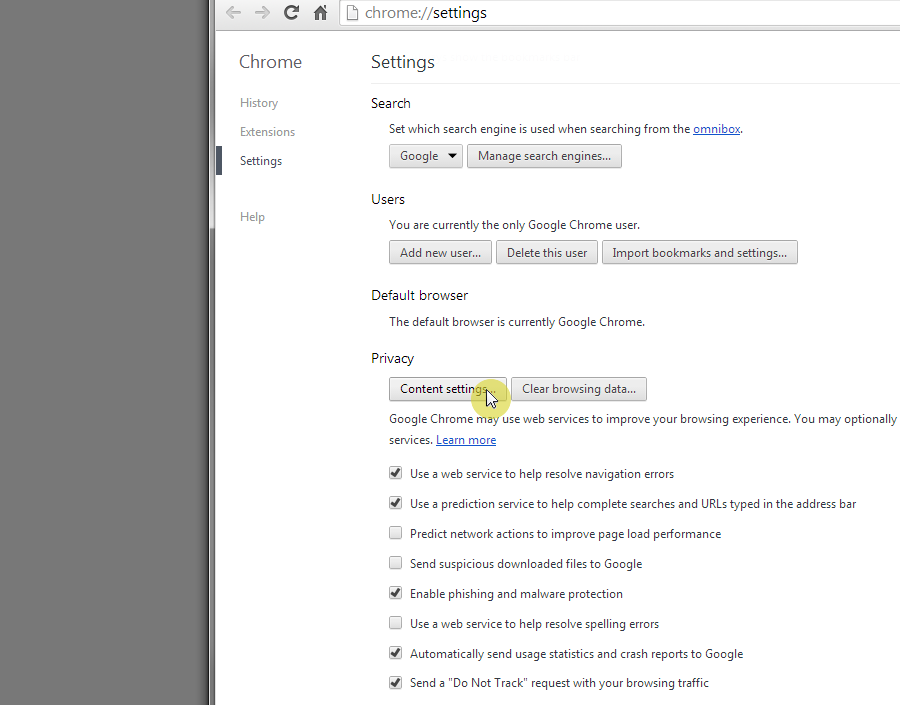 chrome://settings
Chrome
Settings
History
Extensions
Settings
Help
Search
Set which search engine is used when searching from the omnibox.
Google
Manage search engines...
Users
You are currently the only Google Chrome user.
Add new user...
Delete this user
Import bookmarks and settings...
Default browser
The default browser is currently Google Chrome.
Privacy
Content settings...
Clear browsing data...
Google Chrome may use web services to improve your browsing experience. You may optionally
services. Learn more
Use a web service to help resolve navigation errors
Use a prediction service to help complete searches and URLs typed in the address bar
Predict network actions to improve page load performance
Send suspicious downloaded files to Google
Enable phishing and malware protection
Use a web service to help resolve spelling errors
Automatically send usage statistics and crash reports to Google
Send a "Do Not Track" request with your browsing traffic